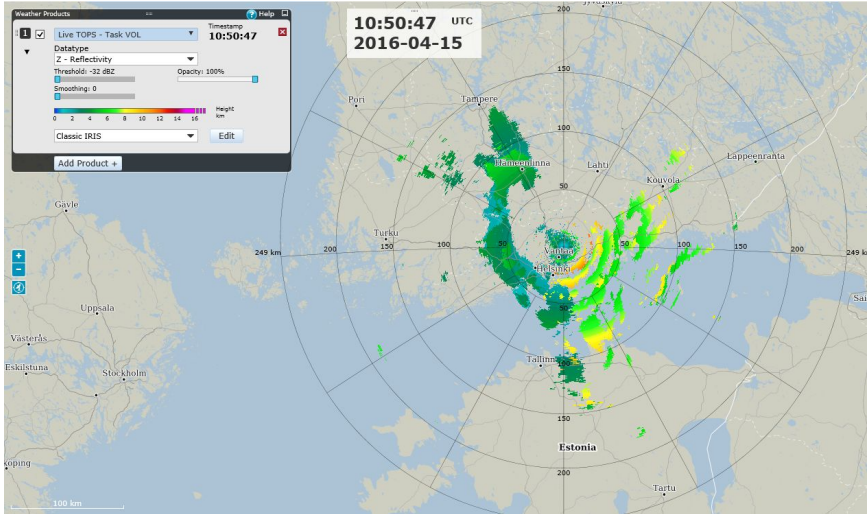 Weather Products
Help
1
Live TOPS - Task VOL
Timestamp
10:50:47
Datatype
Z - Reflectivity
Threshold: -32 dBZ
Opacity: 100%
Smoothing: 0
0 2 4 6 8 10 12 14 16
Height
km
Classic IRIS
Edit
Add Product +
10:50:47 UTC
2016-04-15
200
150
100
50
Pori
Tampere
Hämeenlinna
Lahti
Lappeenranta
Kouvola
Gävle
Turku
249 km
200
150
100
50
50
100
150
200
249 km
Vantaa
Helsinki
Uppsala
Västerås
Eskilstuna
Stockholm
50
Tallinn
100
150
Estonia
200
Tartu
köping
100 km
+
−